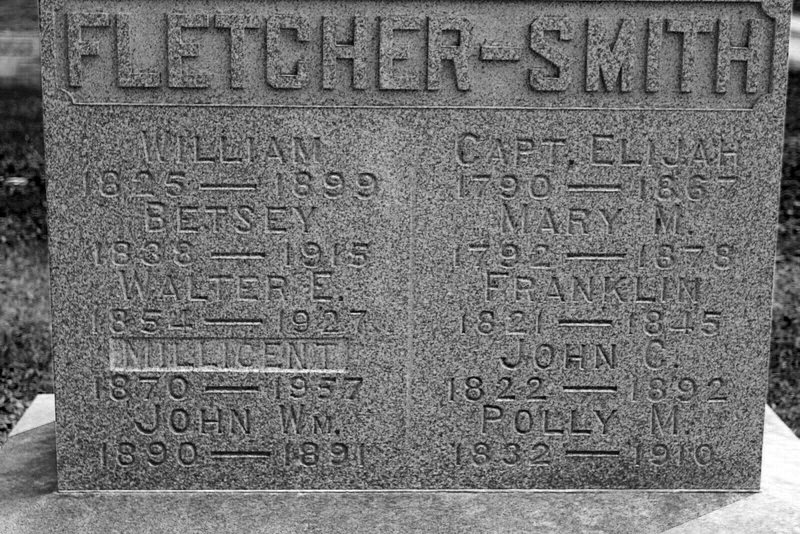 FLETCHER-SMITH
WILLIAM
1825 — 1899
BETSEY
1838 — 1915
WALTER E.
1854 — 1927
MILLICENT
1870 — 1957
JOHN WM.
1890 — 1891
CAPT. ELIJAH
1790 — 1867
MARY M.
1792 — 1878
FRANKLIN
1821 — 1845
JOHN C.
1822 — 1892
POLLY M.
1832 — 1910